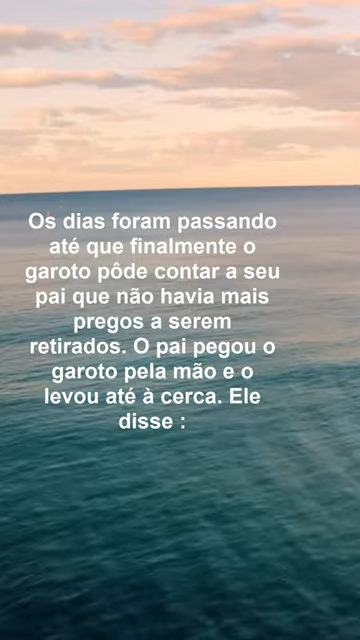 Os dias foram passando
até que finalmente o
garoto pôde contar a seu
pai que não havia mais
pregos a serem
retirados. O pai pegou o
garoto pela mão e o
levou até à cerca. Ele
disse :